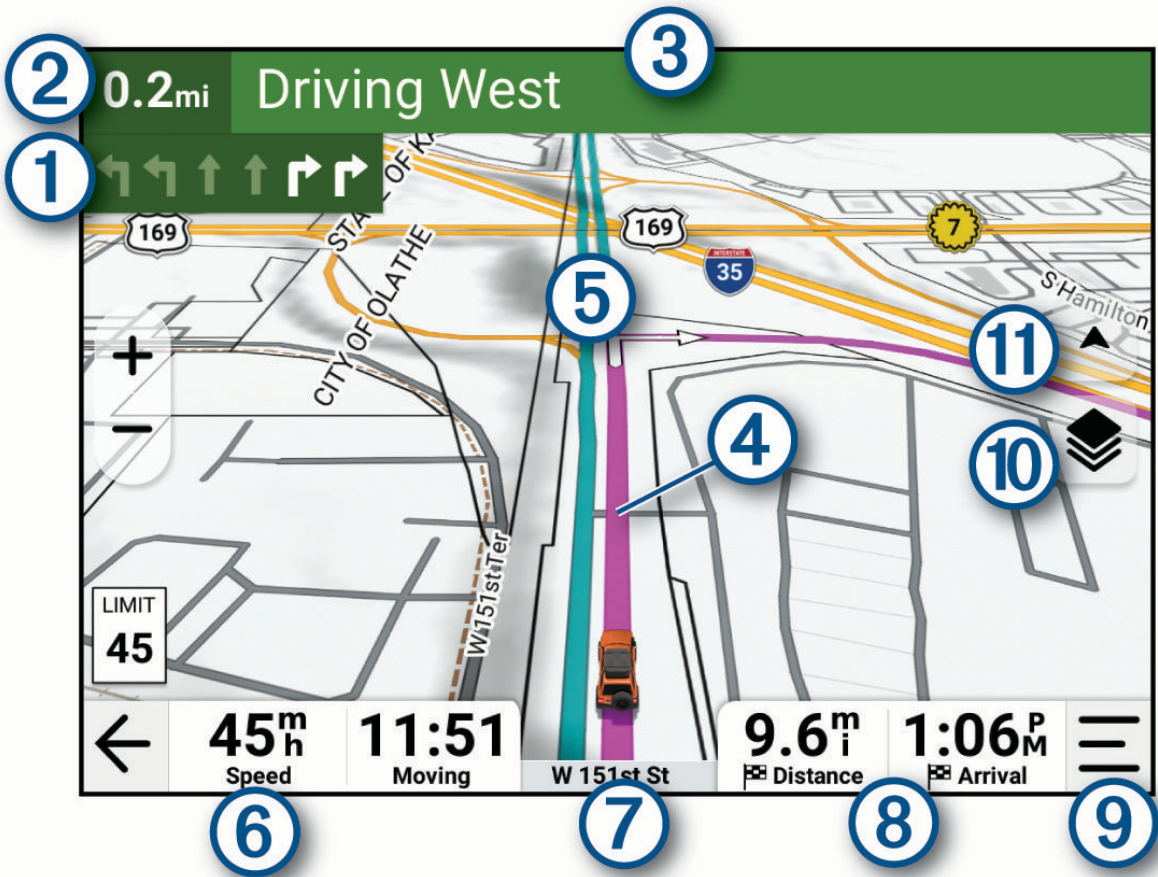 3
2
0.2mi
Driving West
1
STATE OF KA
169
169
7
INTERSTATE
35
CITY OF OLATHE
S Hamilton
5
11
+
−
4
10
W 151st Ter
LIMIT
45
45 mh
Speed
11:51
Moving
W 151st St
9.6 mi
Distance
1:06 PM
Arrival
6
7
8
9